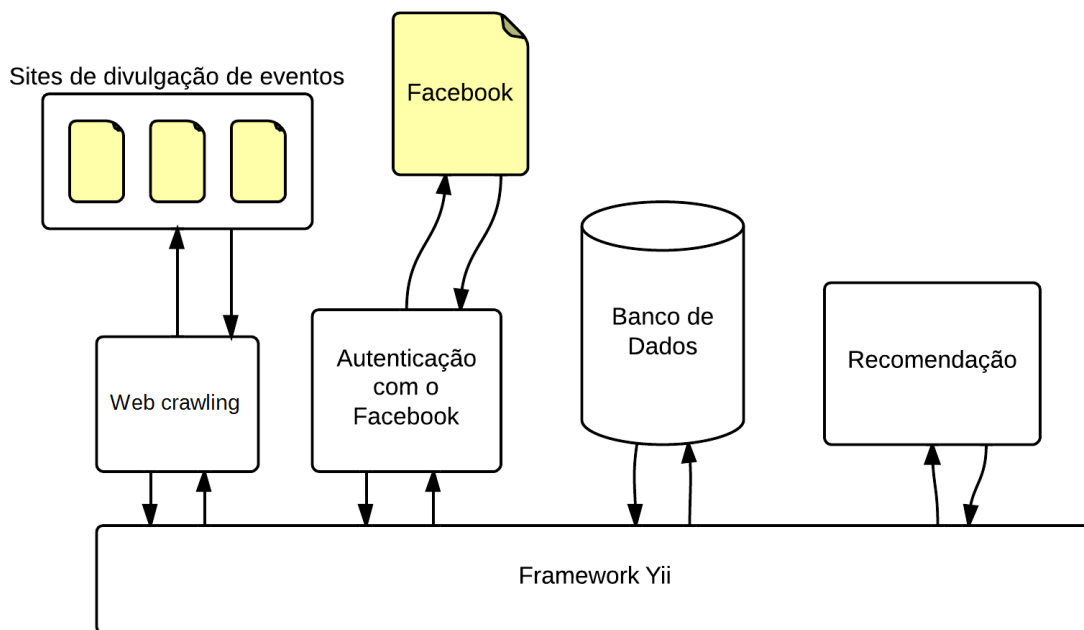 Sites de divulgação de eventos
Facebook
Web crawling
Autenticação
com o
Facebook
Banco de
Dados
Recomendação
Framework Yii